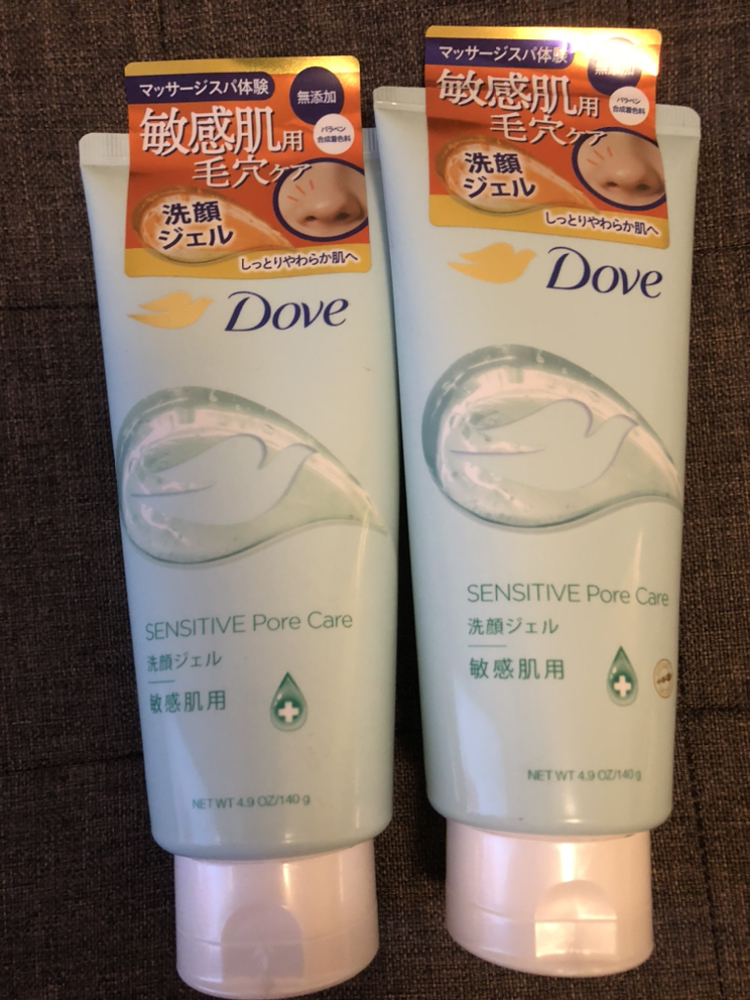 マッサージスパ体験
無添加
パラベン
合成着色料
敏感肌用
毛穴ケア
洗顔
ジェル
しっとりやわらか肌へ
Dove
SENSITIVE Pore Care
洗顔ジェル
敏感肌用
NET WT 4.9 OZ/140 g
マッサージスパ体験
無添加
パラベン
合成着色料
敏感肌用
毛穴ケア
洗顔
ジェル
しっとりやわらか肌へ
Dove
SENSITIVE Pore Care
洗顔ジェル
敏感肌用
NET WT 4.9 OZ/140 g